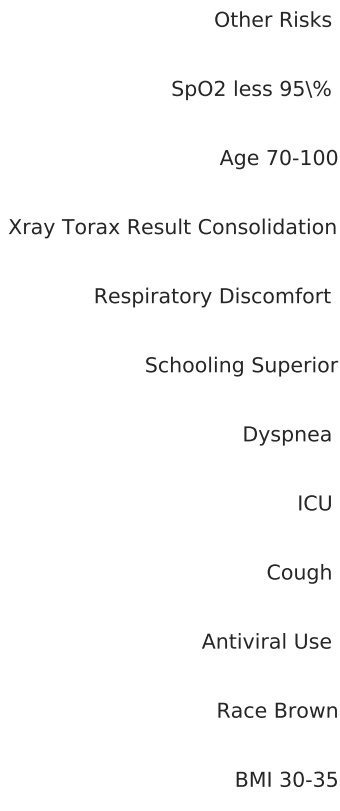 Other Risks
SpO2 less 95\%
Age 70-100
Xray Torax Result Consolidation
Respiratory Discomfort
Schooling Superior
Dyspnea
ICU
Cough
Antiviral Use
Race Brown
BMI 30-35